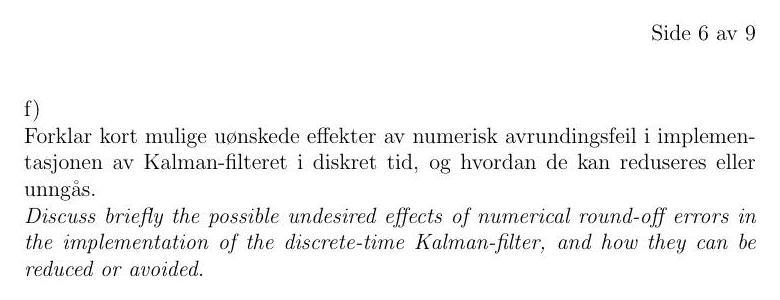 Side 6 av 9
f)
Forklar kort mulige uønskede effekter av numerisk avrundingsfeil i implemen-
tasjonen av Kalman-filteret i diskret tid, og hvordan de kan reduseres eller
unngås.
Discuss briefly the possible undesired effects of numerical round-off errors in
the implementation of the discrete-time Kalman-filter, and how they can be
reduced or avoided.